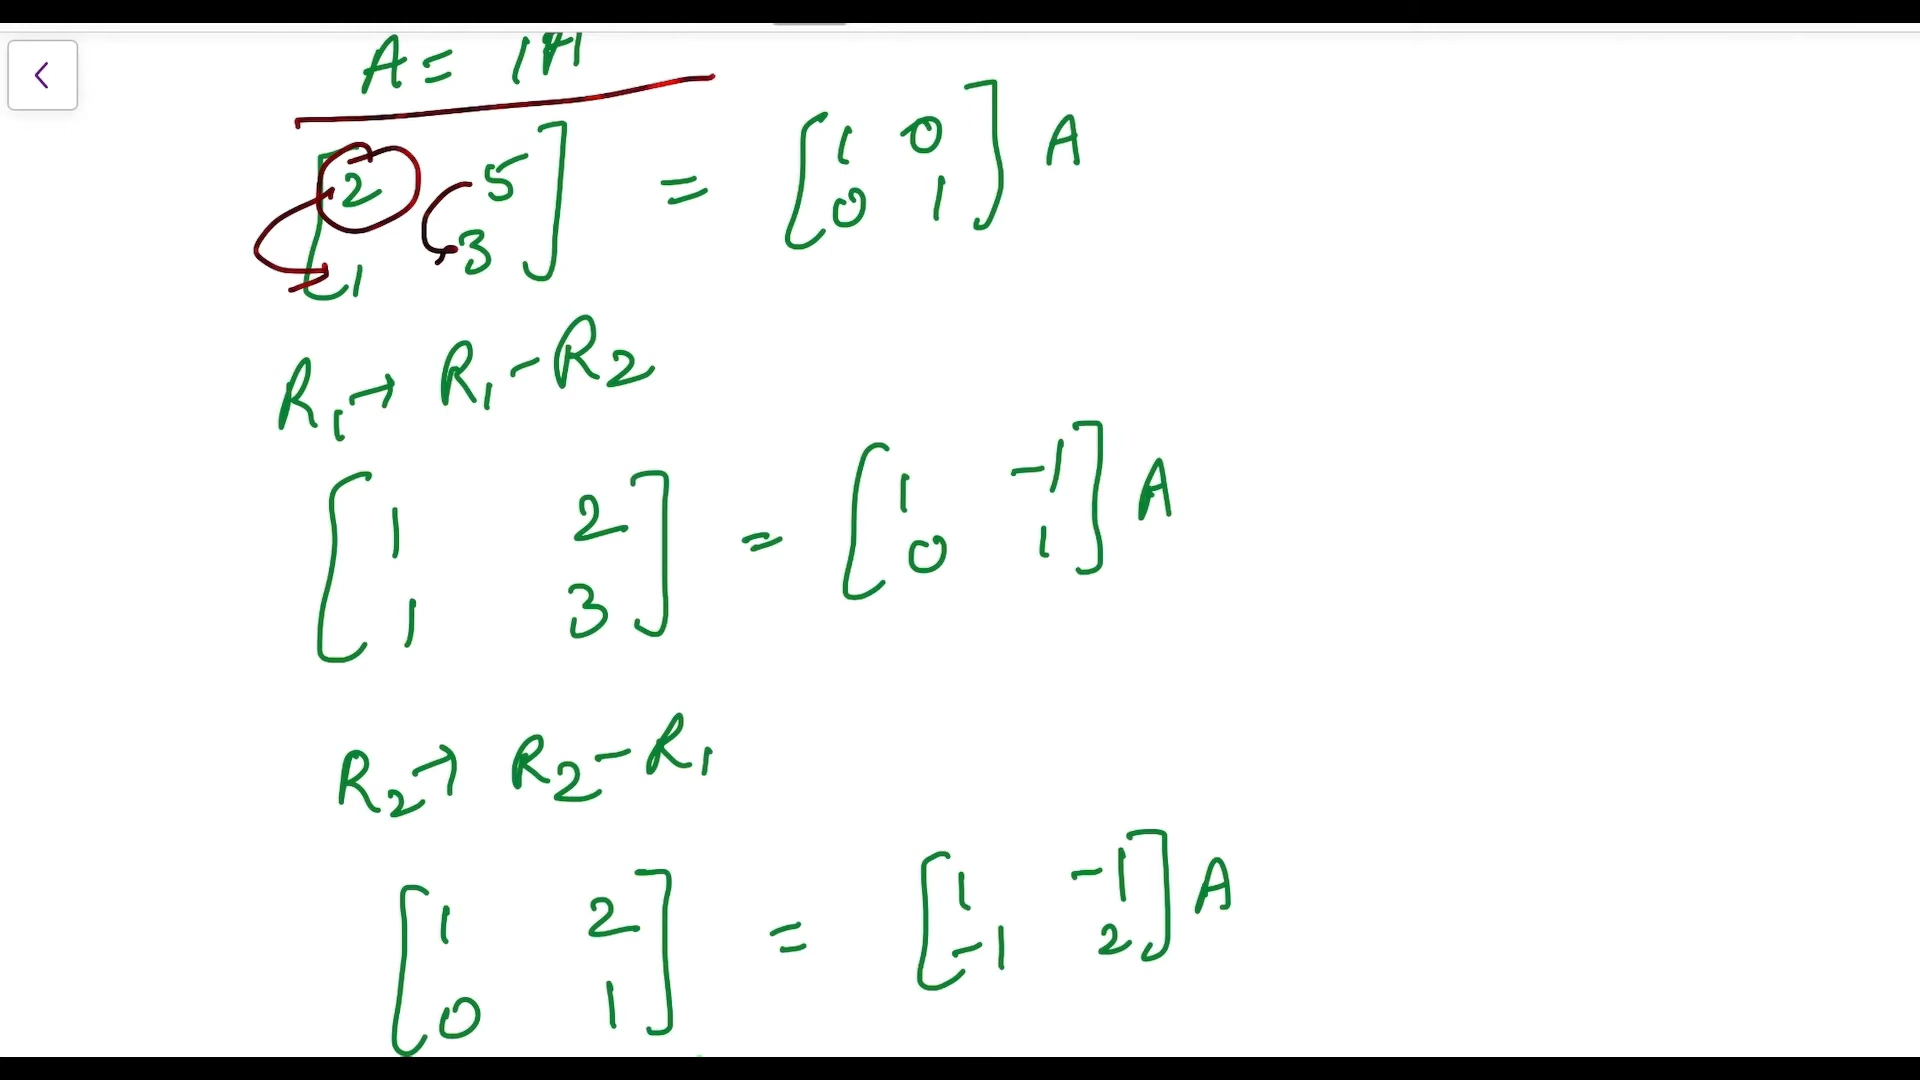 A = IA
[2 5] = [1 0] A
[1 3] [0 1]
R1 → R1 - R2
[1 2] = [1 -1] A
[1 3] [0 1]
R2 → R2 - R1
[1 2] = [1 -1] A
[0 1] [-1 2]